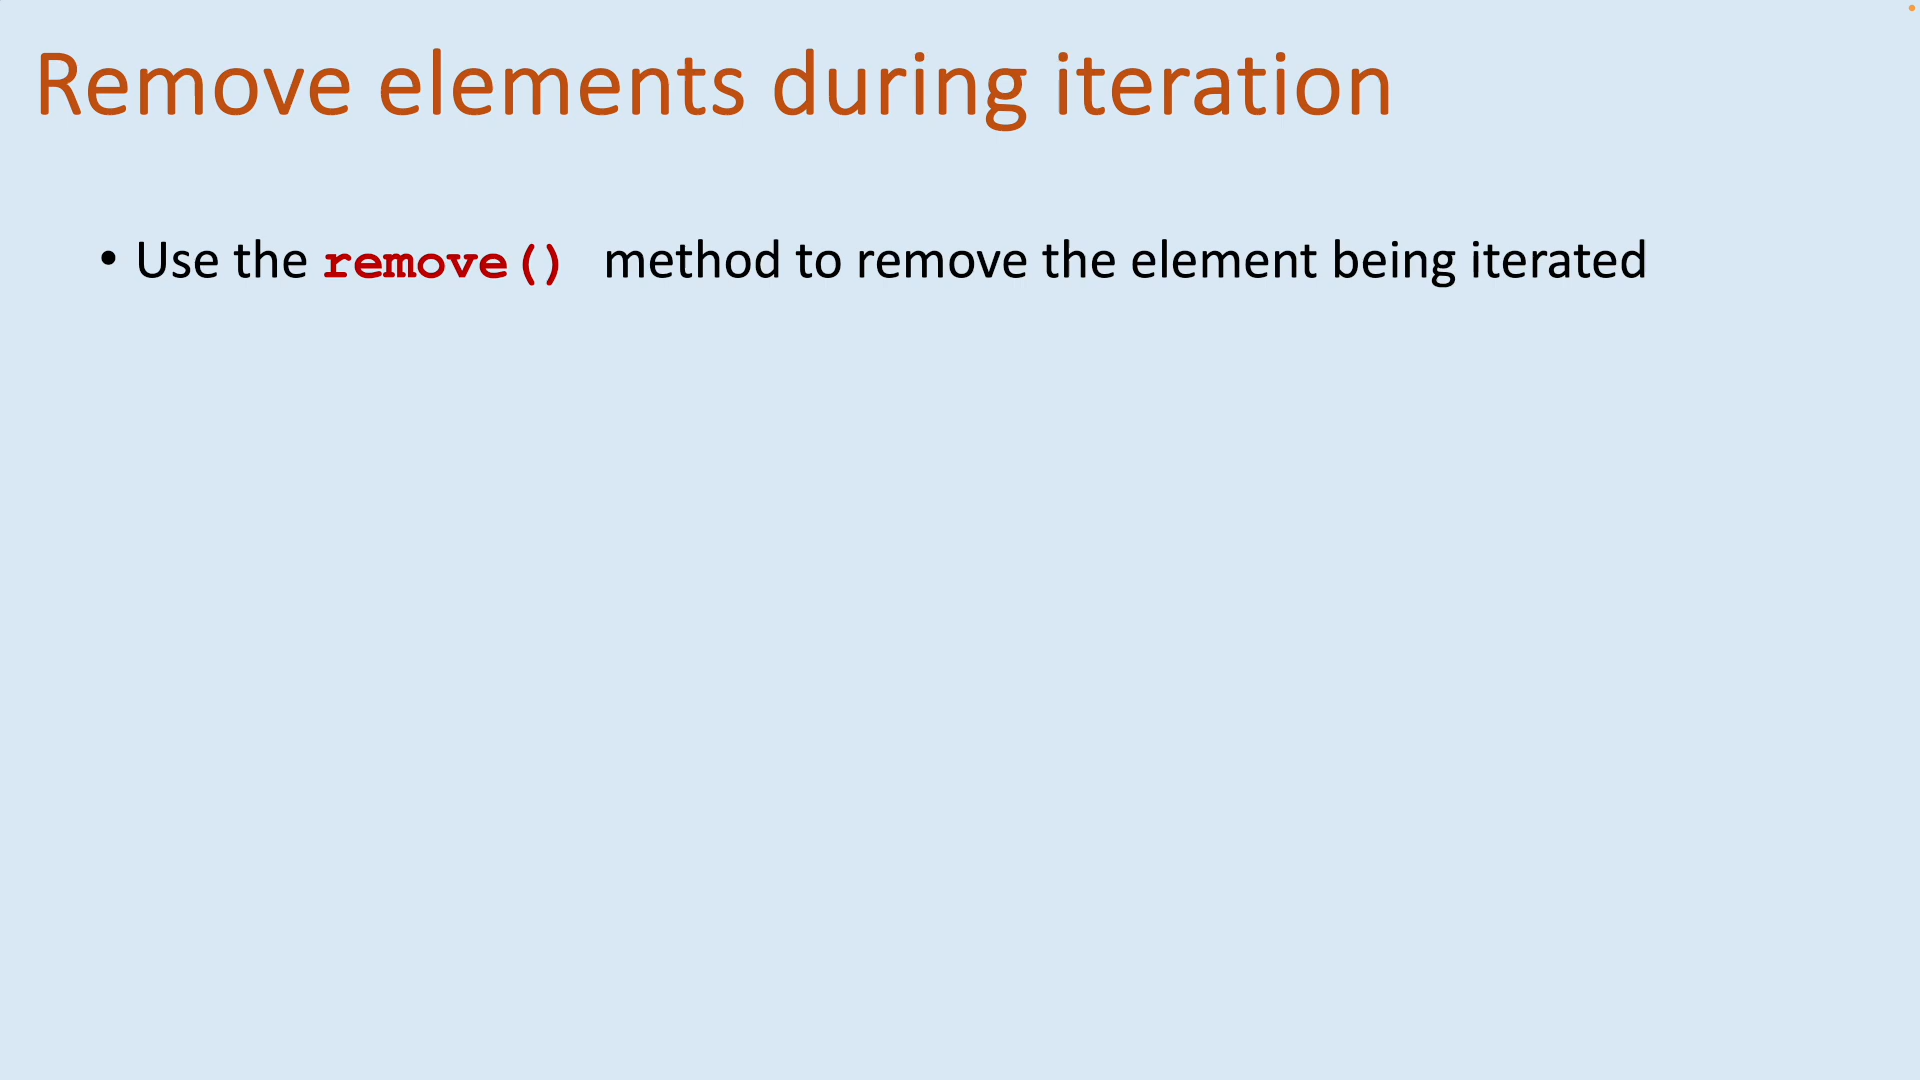 Remove elements during iteration
• Use the remove() method to remove the element being iterated